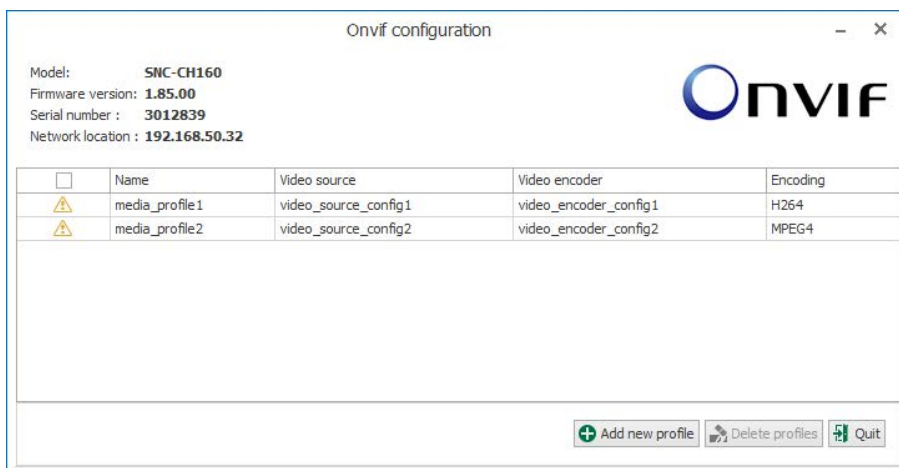 Onvif configuration
Model: SNC-CH160
Firmware version: 1.85.00
Serial number : 3012839
Network location : 192.168.50.32
ONVIF
Name Video source Video encoder Encoding
media_profile1 video_source_config1 video_encoder_config1 H264
media_profile2 video_source_config2 video_encoder_config2 MPEG4
Add new profile Delete profiles Quit